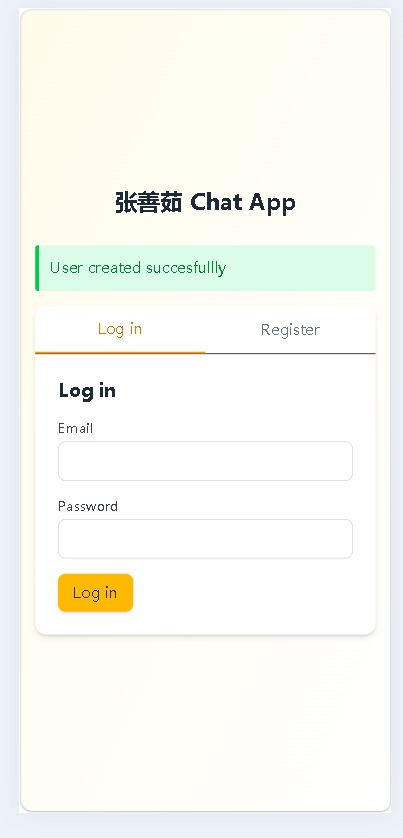 张善茹 Chat App
User created succesfullly
Log in
Register
Log in
Email
Password
Log in